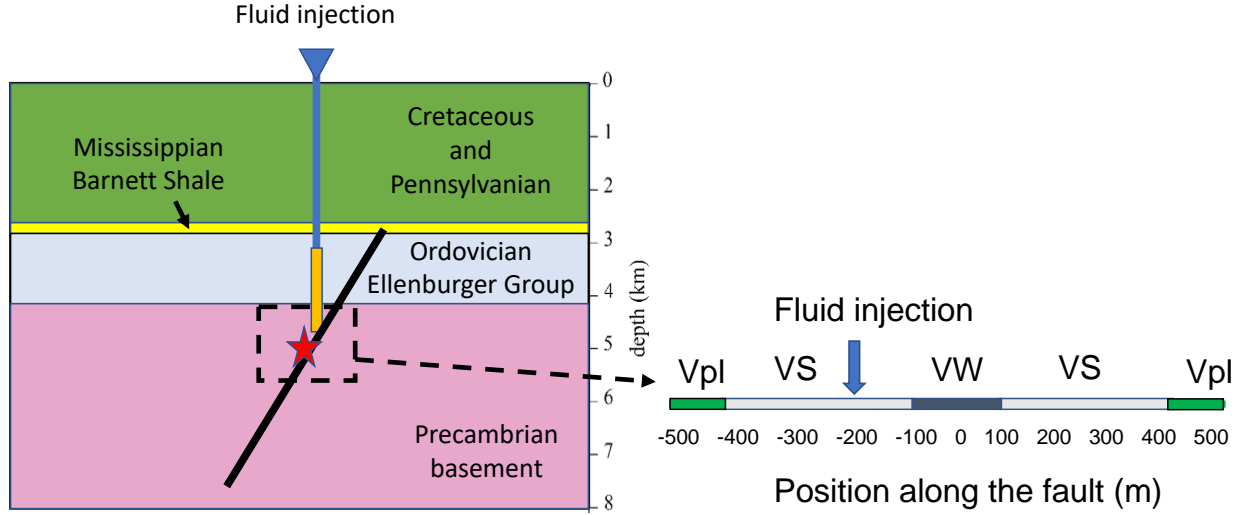 Fluid injection
Cretaceous
and
Pennsylvanian
Mississippian
Barnett Shale
Ordovician
Ellenburger Group
Precambrian
basement
0
1
2
3
4
5
6
7
8
depth (km)
Fluid injection
Vpl VS VW VS Vpl
-500 -400 -300 -200 -100 0 100 200 300 400 500
Position along the fault (m)